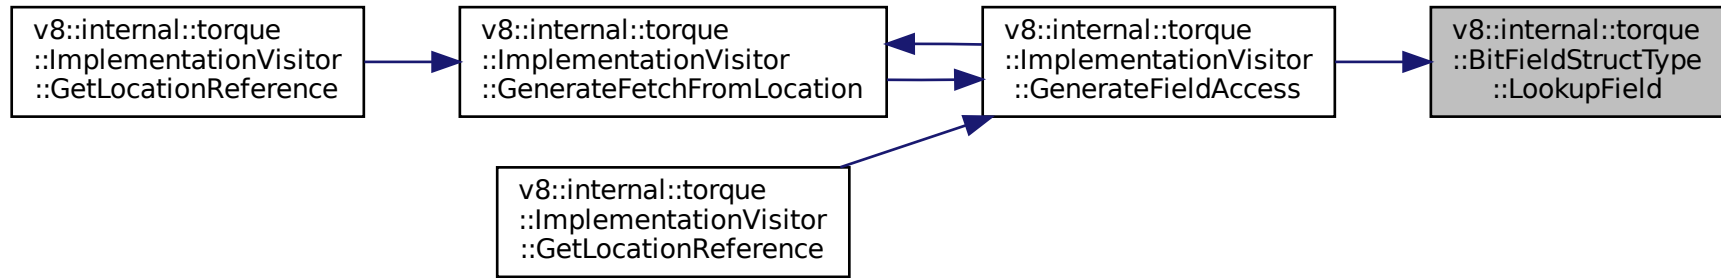 v8::internal::torque
::ImplementationVisitor
::GetLocationReference
v8::internal::torque
::ImplementationVisitor
::GenerateFetchFromLocation
v8::internal::torque
::ImplementationVisitor
::GenerateFieldAccess
v8::internal::torque
::BitFieldStructType
::LookupField
v8::internal::torque
::ImplementationVisitor
::GetLocationReference